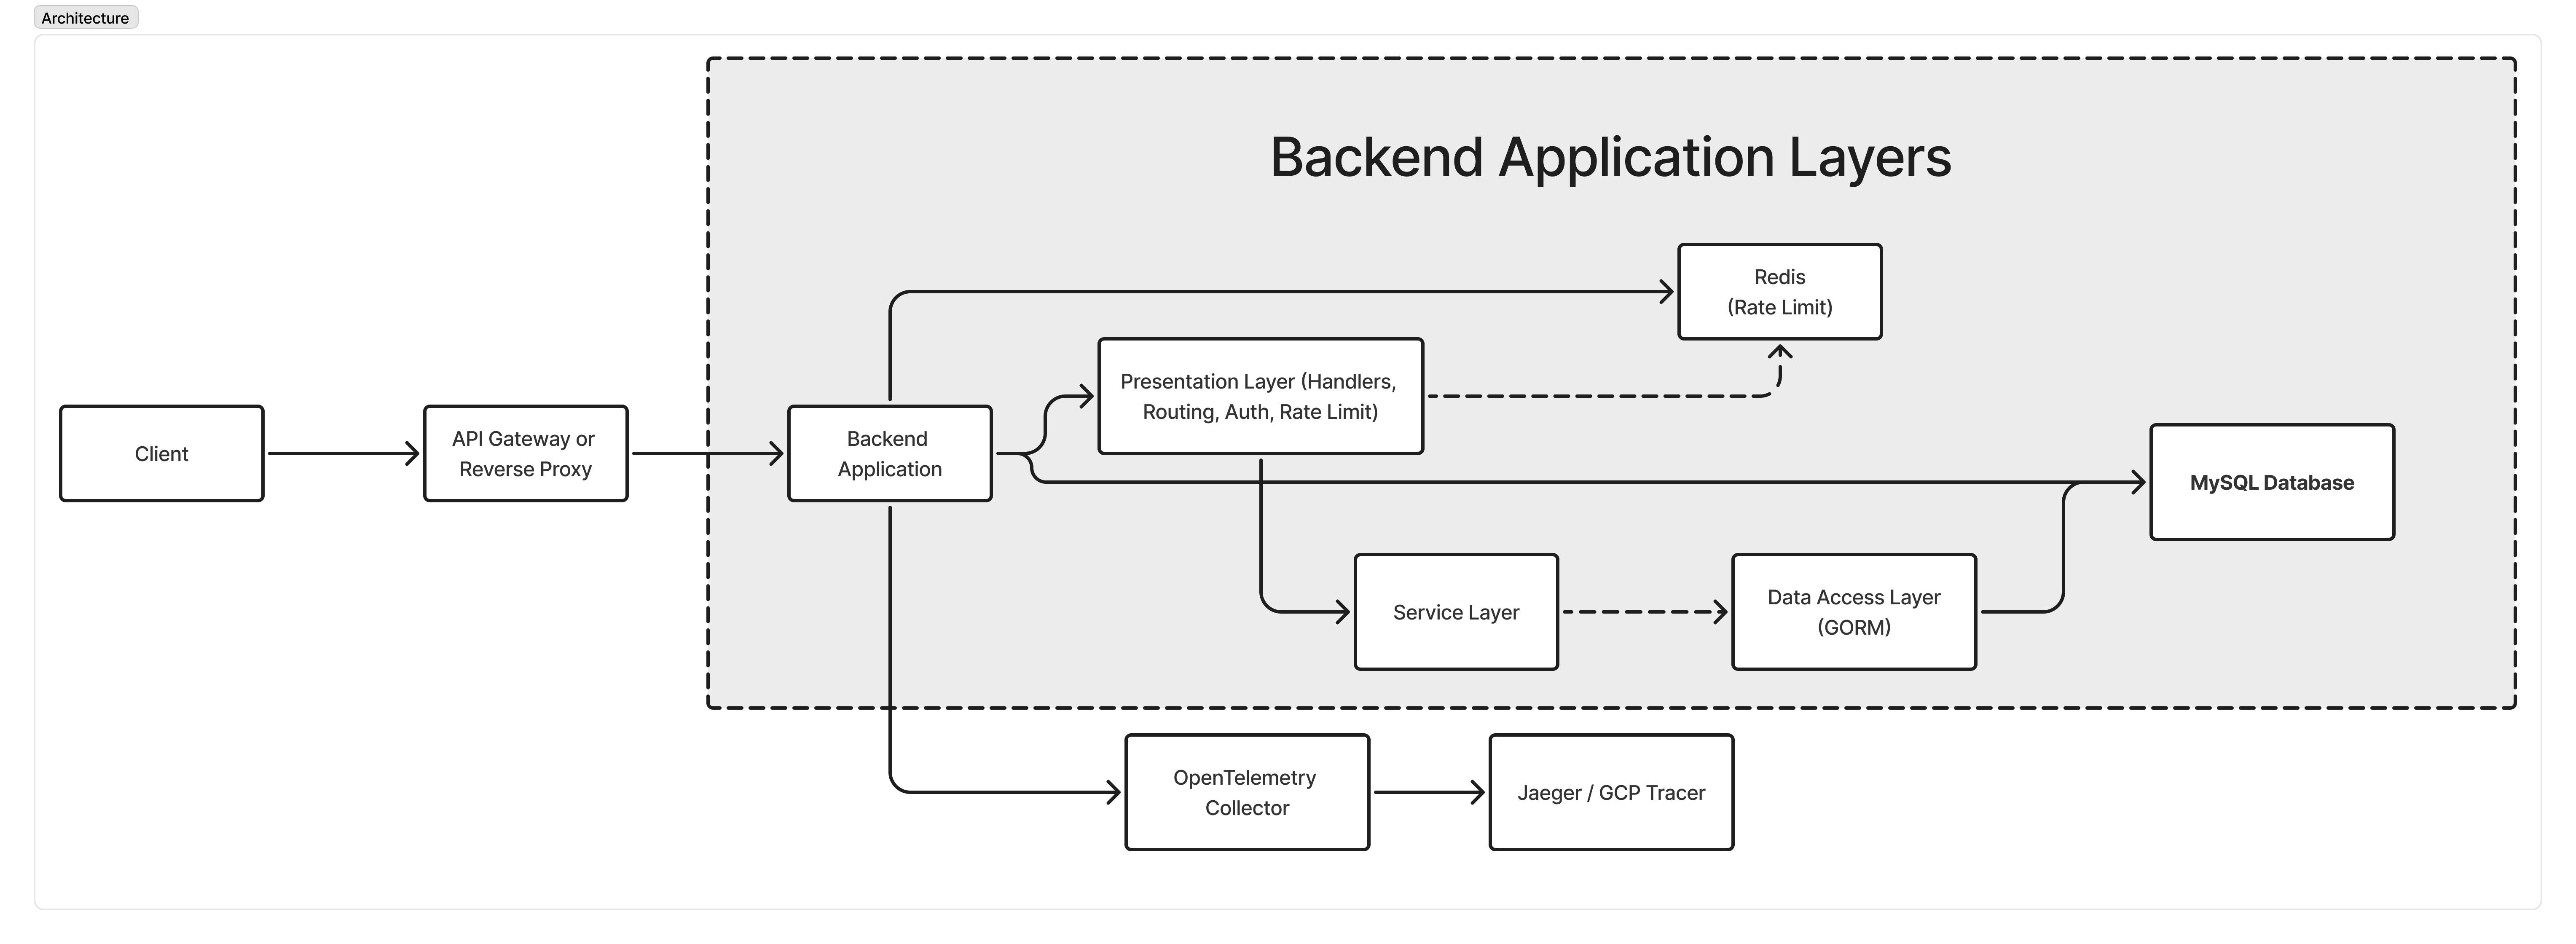 Architecture
Backend Application Layers
Redis
(Rate Limit)
Presentation Layer (Handlers,
Routing, Auth, Rate Limit)
Client
API Gateway or
Reverse Proxy
Backend
Application
MySQL Database
Service Layer
Data Access Layer
(GORM)
OpenTelemetry
Collector
Jaeger / GCP Tracer